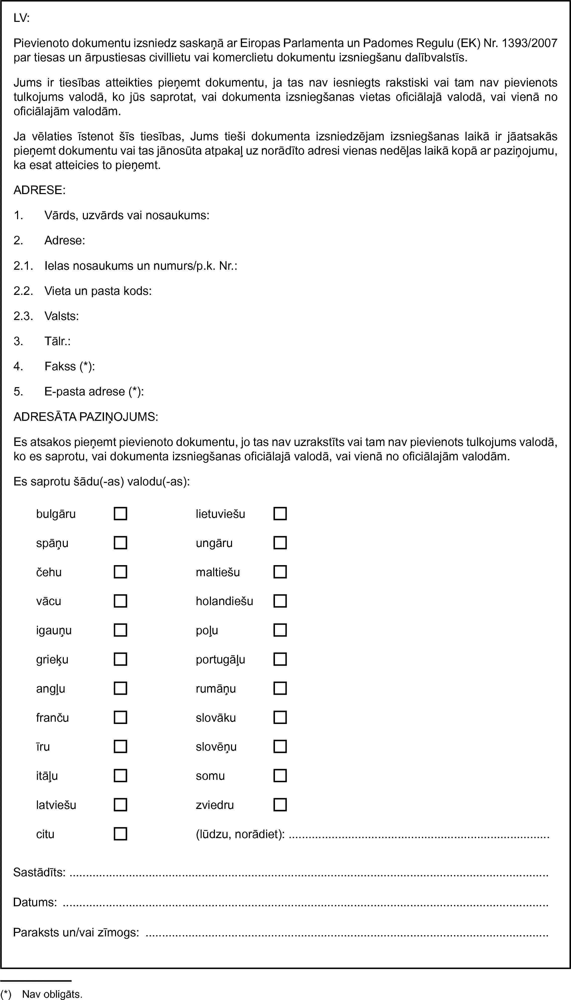 LV:
Pievienoto dokumentu izsniedz saskaņā ar Eiropas Parlamenta un Padomes Regulu (EK) Nr. 1393/2007
par tiesas un ārpustiesas civillietu vai komerclietu dokumentu izsniegšanu dalībvalstīs.
Jums ir tiesības atteikties pieņemt dokumentu, ja tas nav iesniegts rakstiski vai tam nav pievienots
tulkojums valodā, ko jūs saprotat, vai dokumenta izsniegšanas vietas oficiālajā valodā, vai vienā no
oficiālajām valodām.
Ja vēlaties īstenot šīs tiesības, Jums tieši dokumenta izsniedzējam izsniegšanas laikā ir jāatsakās
pieņemt dokumentu vai tas jānosūta atpakaļ uz norādīto adresi vienas nedēļas laikā kopā ar paziņojumu,
ka esat atteicies to pieņemt.
ADRESE:
1. Vārds, uzvārds vai nosaukums:
2. Adrese:
2.1. Ielas nosaukums un numurs/p.k. Nr.:
2.2. Vieta un pasta kods:
2.3. Valsts:
3. Tālr.:
4. Fakss (*):
5. E-pasta adrese (*):
ADRESĀTA PAZIŅOJUMS:
Es atsakos pieņemt pievienoto dokumentu, jo tas nav uzrakstīts vai tam nav pievienots tulkojums valodā,
ko es saprotu, vai dokumenta izsniegšanas oficiālajā valodā, vai vienā no oficiālajām valodām.
Es saprotu šādu(-as) valodu(-as):
bulgāru lietuviešu
spāņu ungāru
čehu maltiešu
vācu holandiešu
igauņu poļu
grieķu portugāļu
angļu rumāņu
franču slovāku
īru slovēņu
itāļu somu
latviešu zviedru
citu (lūdzu, norādiet): ................................................................................
Sastādīts: ................................................................................
Datums: ................................................................................
Paraksts un/vai zīmogs: ................................................................................
(*) Nav obligāts.